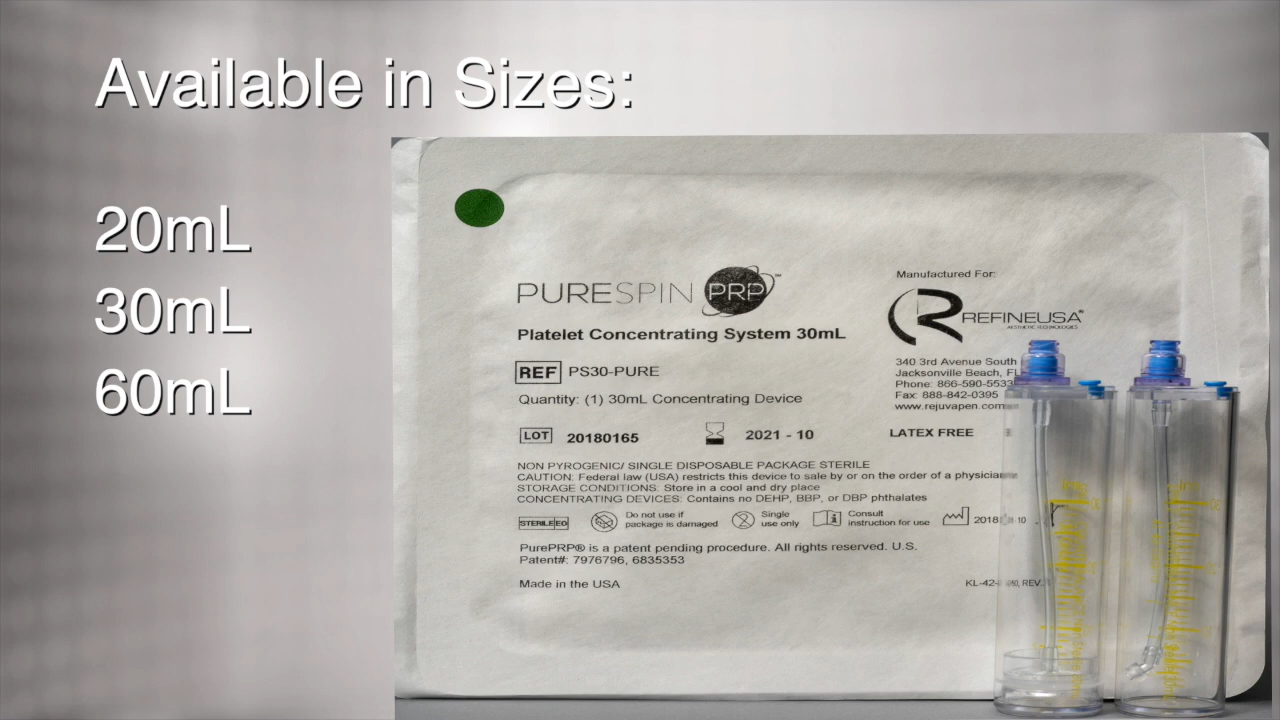 Available in Sizes:
20mL
30mL
60mL
PURESPIN PRP
Platelet Concentrating System 30mL
REF PS30-PURE
Quantity: (1) 30mL Concentrating Device
LOT 20180165 2021 - 10
NON PYROGENIC/ SINGLE DISPOSABLE PACKAGE STERILE
CAUTION: Federal law (USA) restricts this device to sale by or on the order of a physician
STORAGE CONDITIONS: Store in a cool and dry place
CONCENTRATING DEVICES: Contains no DEHP, BBP, or DBP phthalates
STERILE EO
Do not use if
package is damaged
Single
use only
Consult
instruction for use
2018
PurePRP® is a patent pending procedure. All rights reserved. U.S.
Patent#: 7976796, 6835353
Made in the USA
Manufactured For:
REFINEUSA®
AESTHETIC TECHNOLOGIES
340 3rd Avenue South
Jacksonville Beach, FL
Phone: 866-590-5533
Fax: 888-842-0395
www.rejuvapen.com
LATEX FREE